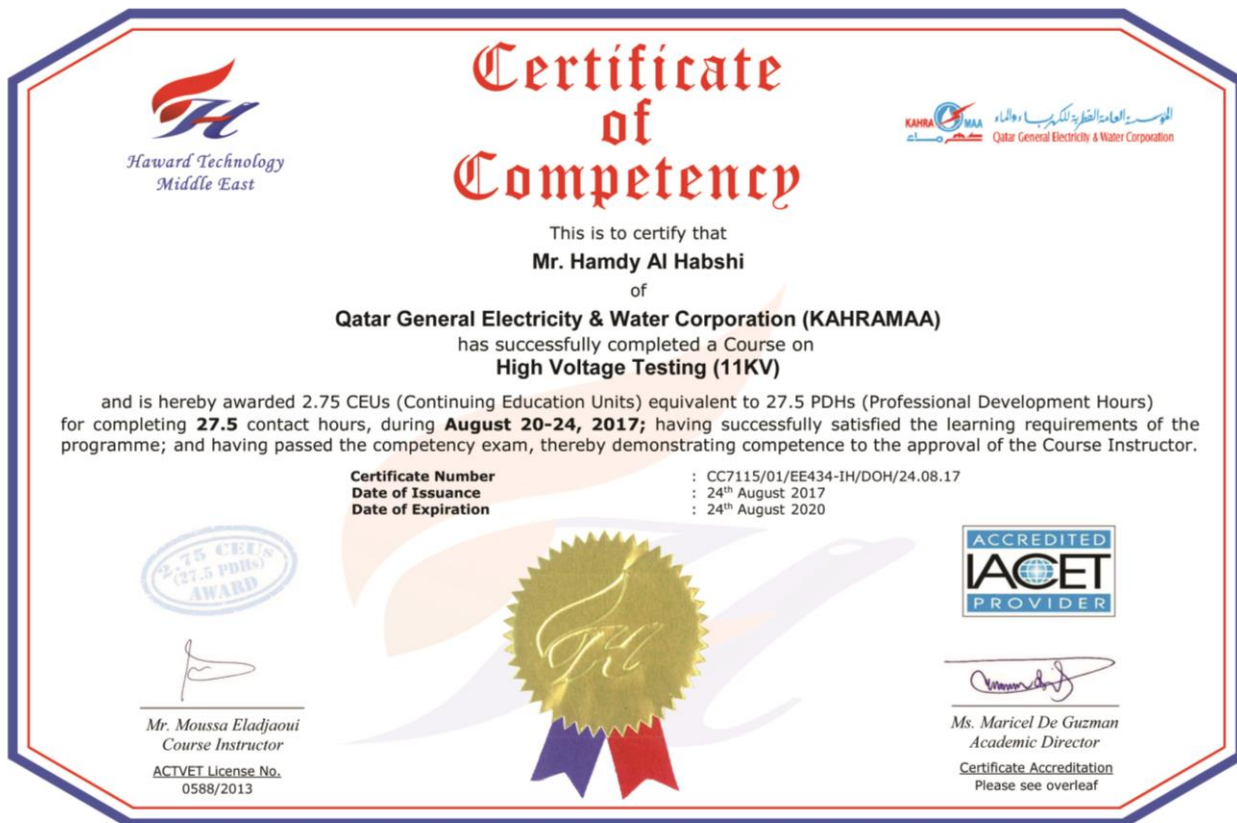 Certificate
of
Competency
Haward Technology
Middle East
KAHRA MAA
كهرماء
المؤسسة العامة القطرية للكهرباء والماء
Qatar General Electricity & Water Corporation
This is to certify that
Mr. Hamdy Al Habshi
of
Qatar General Electricity & Water Corporation (KAHRAMAA)
has successfully completed a Course on
High Voltage Testing (11KV)
and is hereby awarded 2.75 CEUs (Continuing Education Units) equivalent to 27.5 PDHs (Professional Development Hours)
for completing 27.5 contact hours, during August 20-24, 2017; having successfully satisfied the learning requirements of the
programme; and having passed the competency exam, thereby demonstrating competence to the approval of the Course Instructor.
Certificate Number : CC7115/01/EE434-IH/DOH/24.08.17
Date of Issuance : 24th August 2017
Date of Expiration : 24th August 2020
2.75 CEUs
(27.5 PDHs)
AWARD
ACCREDITED
IACET
PROVIDER
Mr. Moussa Eladjaoui
Course Instructor
ACTVET License No.
0588/2013
Ms. Maricel De Guzman
Academic Director
Certificate Accreditation
Please see overleaf